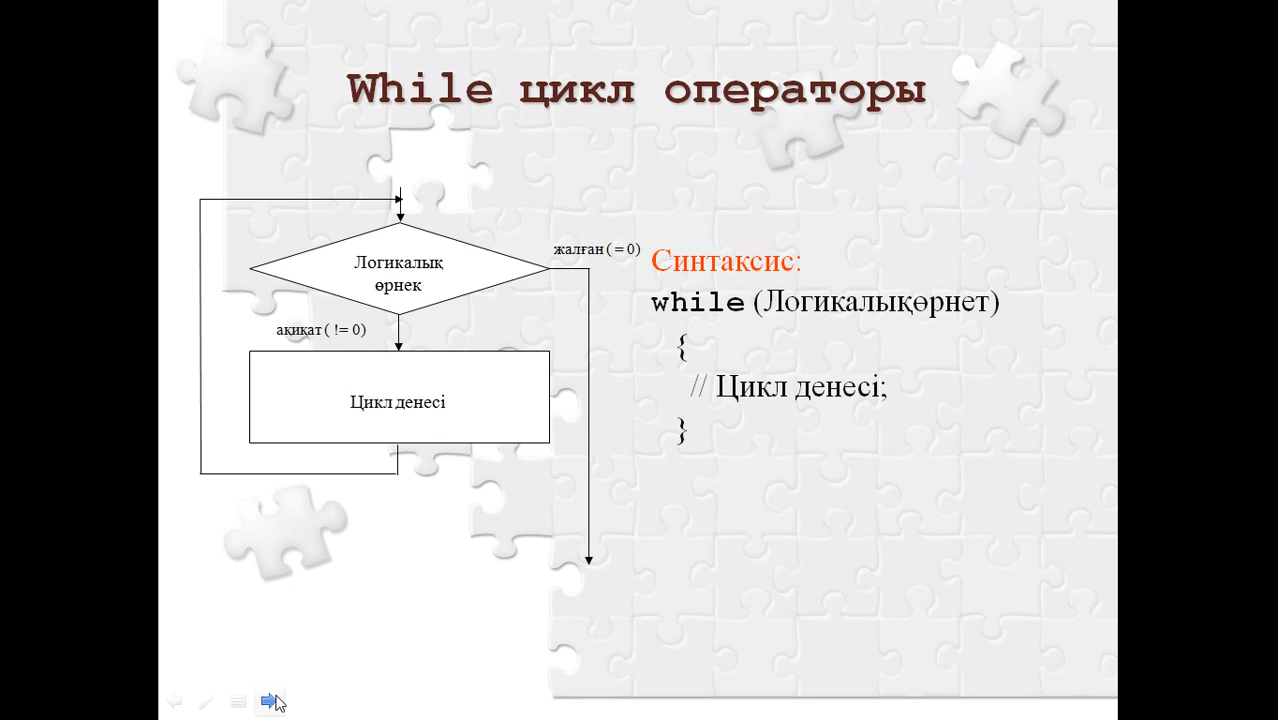 While цикл операторы
Логикалық
өрнек
жалған ( = 0)
ақиқат ( != 0)
Цикл денесі
Синтаксис:
while (Логикалықөрнет)
{
// Цикл денесі;
}